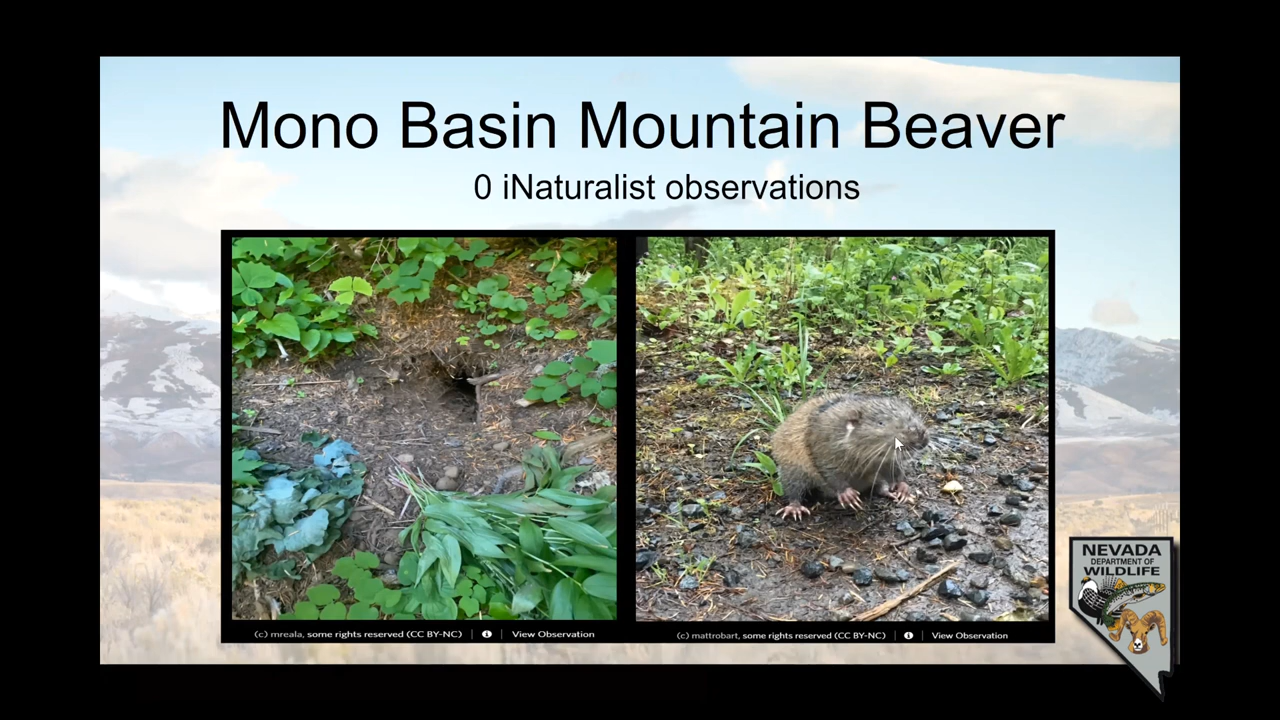 Mono Basin Mountain Beaver
0 iNaturalist observations
(c) mreala, some rights reserved (CC BY-NC)
View Observation
(c) mattrobart, some rights reserved (CC BY-NC)
View Observation
NEVADA
DEPARTMENT OF
WILDLIFE